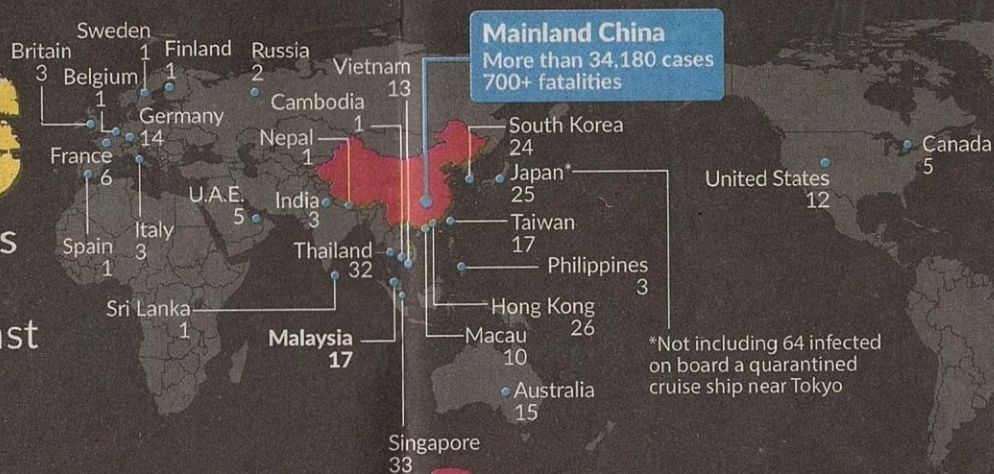 Sweden
1
Britain
3
Finland
1
Russia
2
Belgium
1
Vietnam
13
Cambodia
1
Germany
14
Nepal
1
France
6
U.A.E.
5
India
3
Spain
1
Italy
3
Thailand
32
Sri Lanka
1
Malaysia
17
Mainland China
More than 34,180 cases
700+ fatalities
South Korea
24
Japan*
25
Taiwan
17
Philippines
3
Hong Kong
26
Macau
10
Australia
15
Singapore
33
*Not including 64 infected
on board a quarantined
cruise ship near Tokyo
United States
12
Canada
5